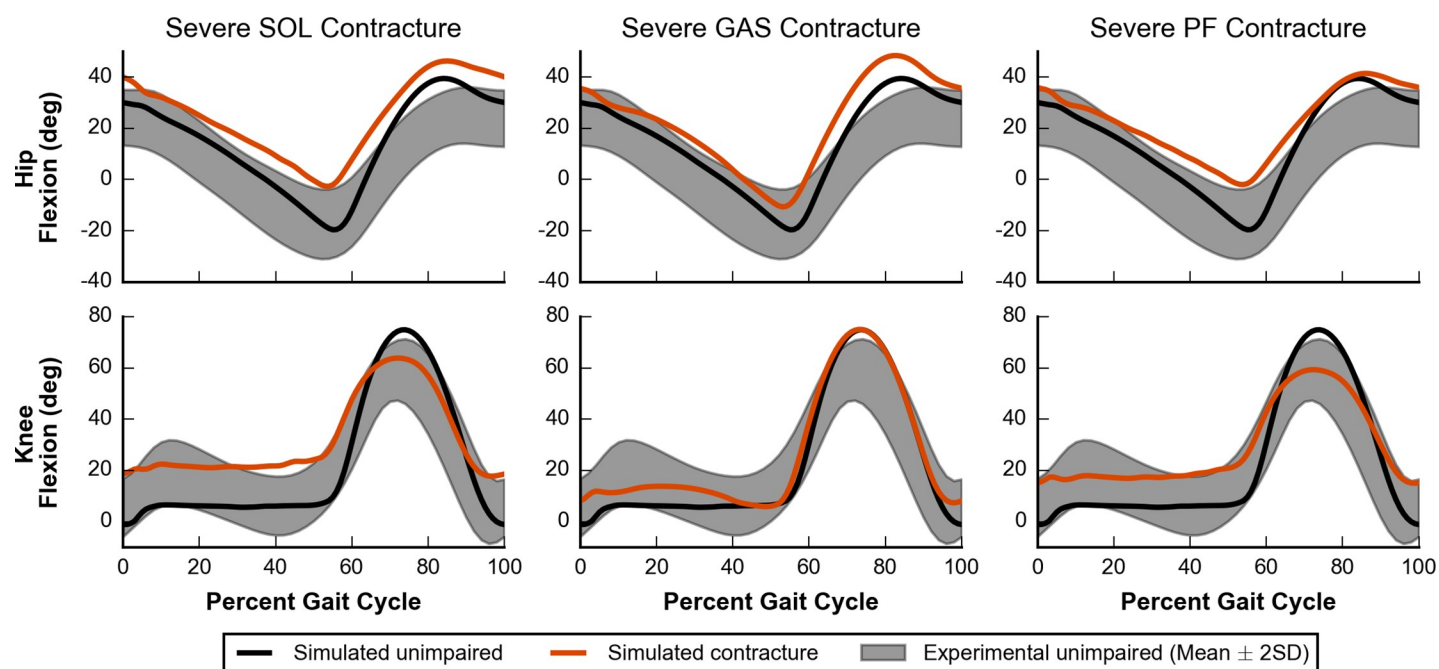 Severe SOL Contracture Severe GAS Contracture Severe PF Contracture
Hip
Flexion (deg)
40 40 40
20 20 20
0 0 0
-20 -20 -20
-40 -40 -40
Knee
Flexion (deg)
80 80 80
60 60 60
40 40 40
20 20 20
0 0 0
0 20 40 60 80 100 0 20 40 60 80 100 0 20 40 60 80 100
Percent Gait Cycle Percent Gait Cycle Percent Gait Cycle
Simulated unimpaired Simulated contracture Experimental unimpaired (Mean ± 2SD)